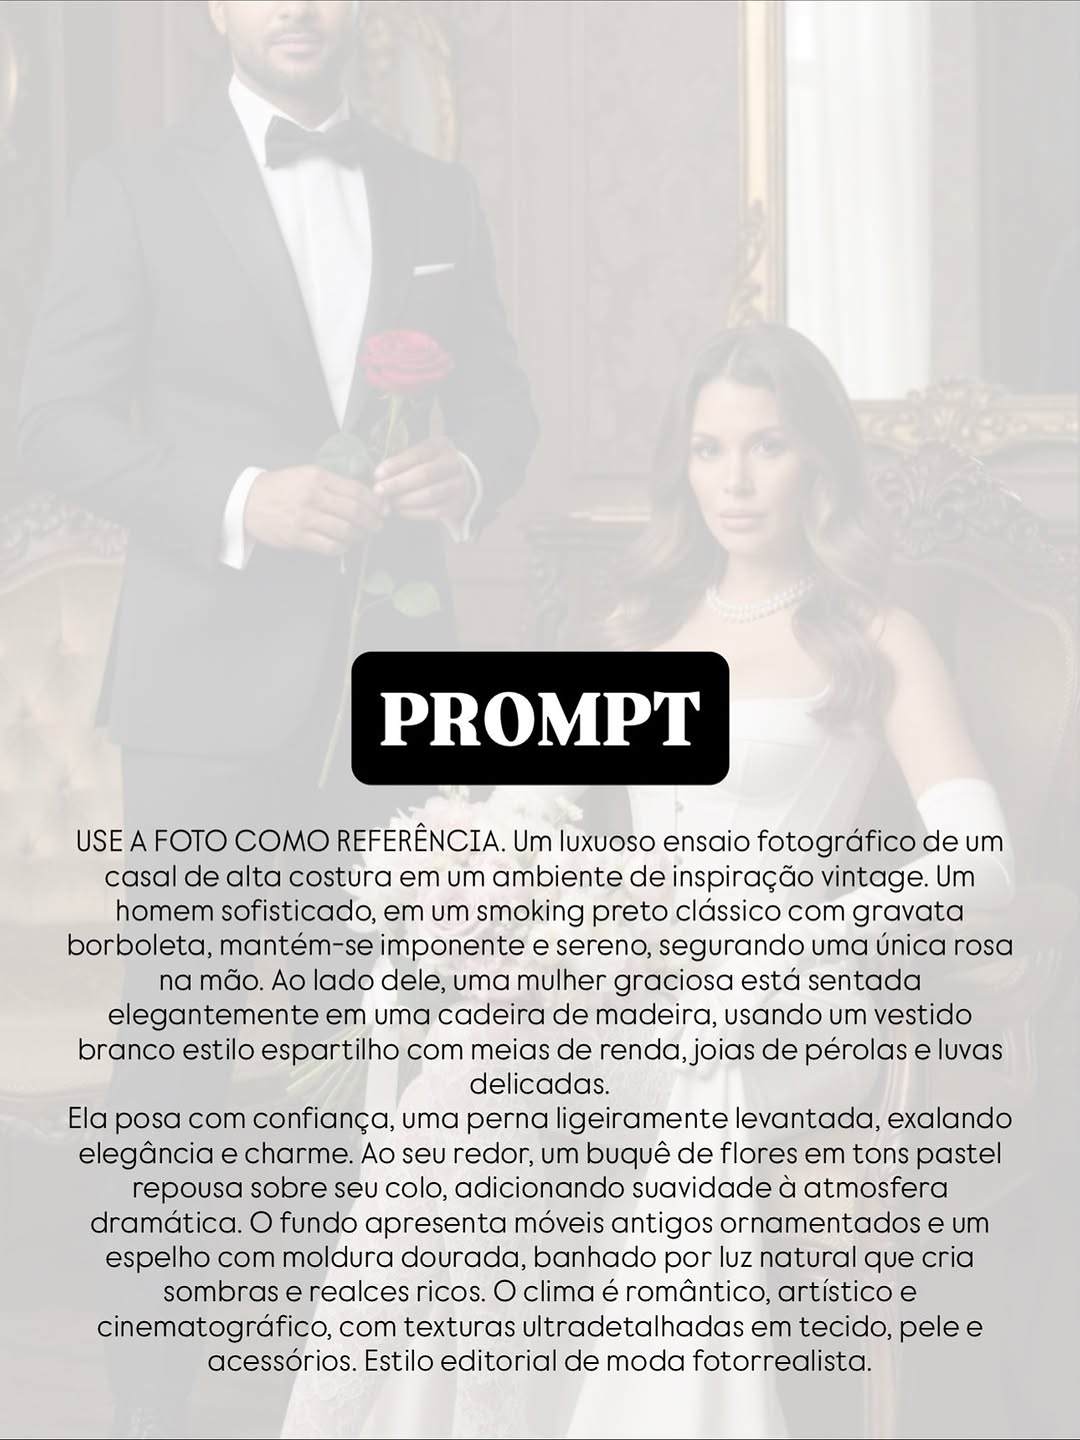 PROMPT
USE A FOTO COMO REFERÊNCIA. Um luxuoso ensaio fotográfico de um
casal de alta costura em um ambiente de inspiração vintage. Um
homem sofisticado, em um smoking preto clássico com gravata
borboleta, mantém-se imponente e sereno, segurando uma única rosa
na mão. Ao lado dele, uma mulher graciosa está sentada
elegantemente em uma cadeira de madeira, usando um vestido
branco estilo espartilho com meias de renda, joias de pérolas e luvas
delicadas.
Ela posa com confiança, uma perna ligeiramente levantada, exalando
elegância e charme. Ao seu redor, um buquê de flores em tons pastel
repousa sobre seu colo, adicionando suavidade à atmosfera
dramática. O fundo apresenta móveis antigos ornamentados e um
espelho com moldura dourada, banhado por luz natural que cria
sombras e realces ricos. O clima é romântico, artístico e
cinematográfico, com texturas ultradetalhadas em tecido, pele e
acessórios. Estilo editorial de moda fotorrealista.